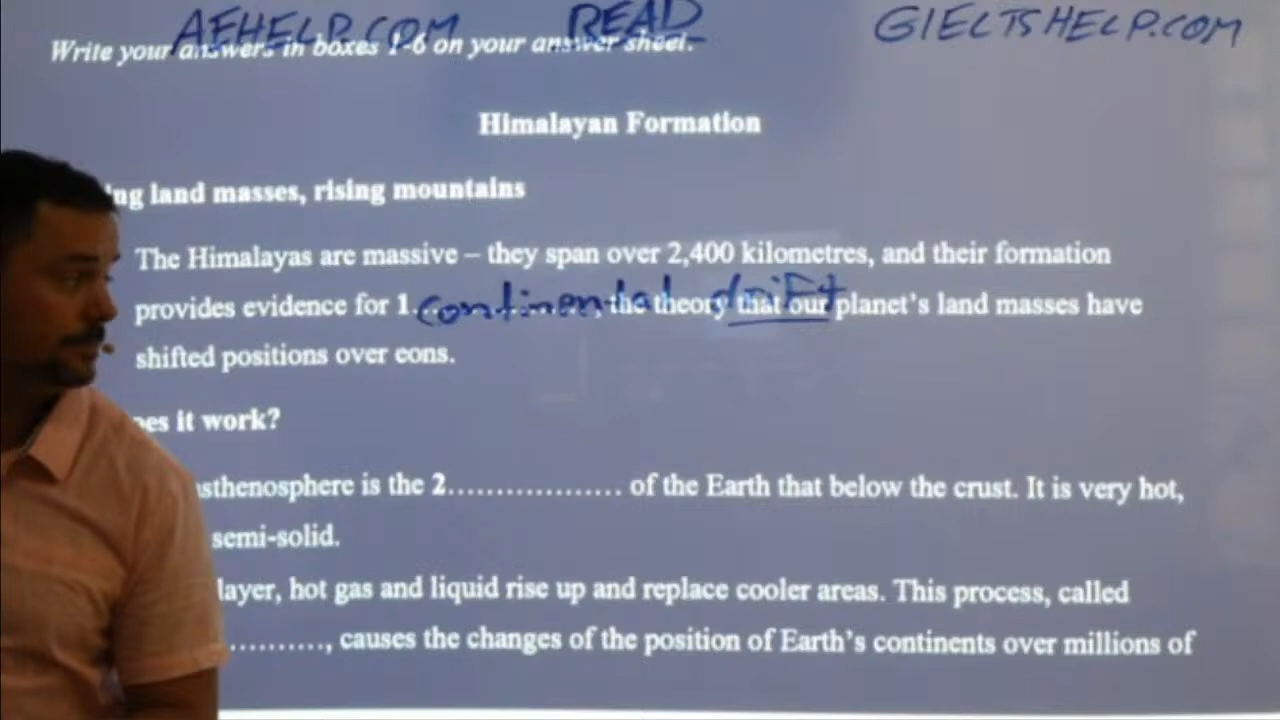 AEHELP.COM READ GIELTSHELP.COM
Write your answers in boxes 1-6 on your answer sheet.
Himalayan Formation
ng land masses, rising mountains
The Himalayas are massive – they span over 2,400 kilometres, and their formation
provides evidence for 1. continental drift, the theory that our planet's land masses have
shifted positions over eons.
es it work?
sthenosphere is the 2.................. of the Earth that below the crust. It is very hot,
semi-solid.
layer, hot gas and liquid rise up and replace cooler areas. This process, called
.........., causes the changes of the position of Earth's continents over millions of